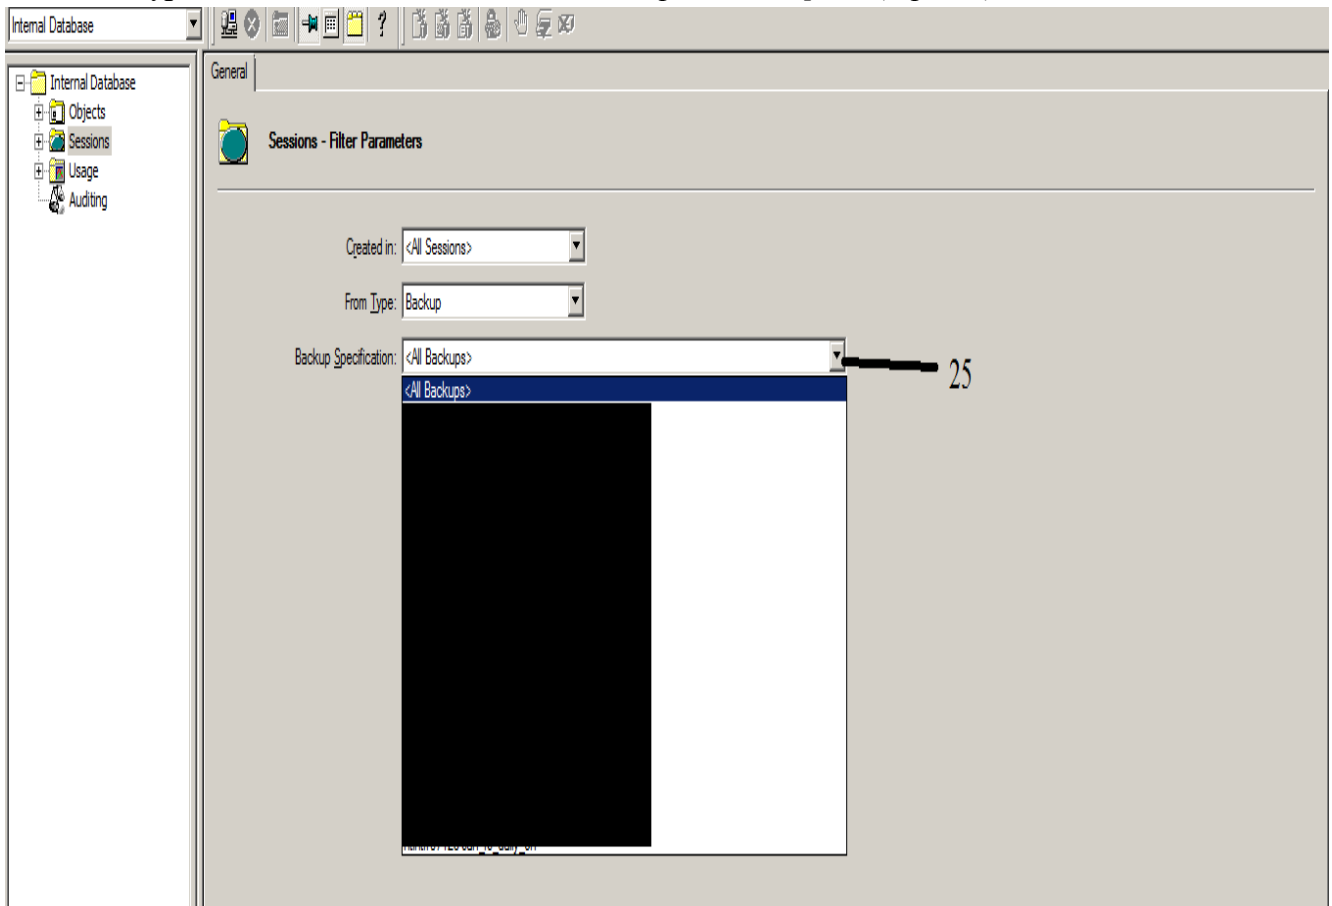 Internal Database
?
General
Internal Database
Objects
Sessions
Usage
Auditing
Sessions - Filter Parameters
Created in: <All Sessions>
From Type: Backup
Backup Specification: <All Backups>
25
<All Backups>